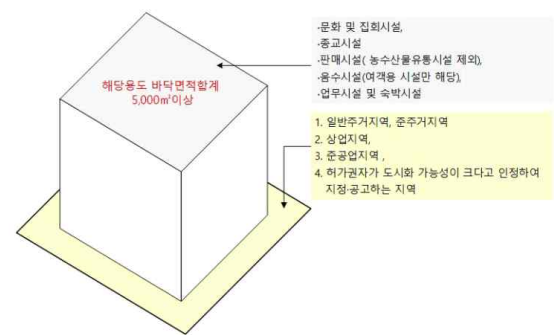 ·문화 및 집회시설,
·종교시설
·판매시설( 농수산물유통시설 제외),
·음수시설(여객용 시설만 해당),
·업무시설 및 숙박시설
해당용도 바닥면적합계
5,000㎡이상
1. 일반주거지역, 준주거지역
2. 상업지역,
3. 준공업지역 ,
4. 허가권자가 도시화 가능성이 크다고 인정하여
지정·공고하는 지역